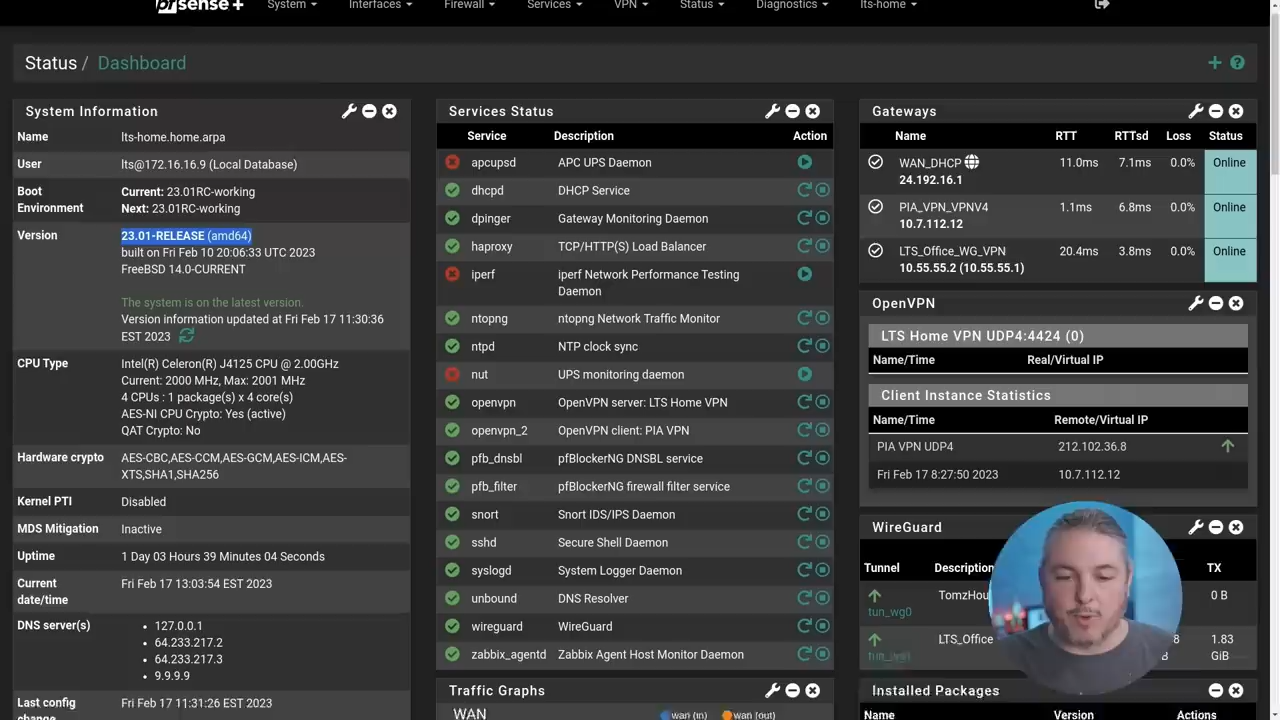 pfsense +
System
Interfaces
Firewall
Services
VPN
Status
Diagnostics
lts-home
Status / Dashboard
System Information
Name lts-home.home.arpa
User lts@172.16.16.9 (Local Database)
Boot Environment
Current: 23.01RC-working
Next: 23.01RC-working
Version
23.01-RELEASE (amd64)
built on Fri Feb 10 20:06:33 UTC 2023
FreeBSD 14.0-CURRENT
The system is on the latest version.
Version information updated at Fri Feb 17 11:30:36
EST 2023
CPU Type
Intel(R) Celeron(R) J4125 CPU @ 2.00GHz
Current: 2000 MHz, Max: 2001 MHz
4 CPUs : 1 package(s) x 4 core(s)
AES-NI CPU Crypto: Yes (active)
QAT Crypto: No
Hardware crypto
AES-CBC,AES-CCM,AES-GCM,AES-ICM,AES-
XTS,SHA1,SHA256
Kernel PTI Disabled
MDS Mitigation Inactive
Uptime 1 Day 03 Hours 39 Minutes 04 Seconds
Current
date/time
Fri Feb 17 13:03:54 EST 2023
DNS server(s)
127.0.0.1
64.233.217.2
64.233.217.3
9.9.9.9
Last config
change
Fri Feb 17 11:31:26 EST 2023
Services Status
Service Description Action
apcupsd APC UPS Daemon
dhcpd DHCP Service
dpinger Gateway Monitoring Daemon
haproxy TCP/HTTP(S) Load Balancer
iperf iperf Network Performance Testing
Daemon
ntopng ntopng Network Traffic Monitor
ntpd NTP clock sync
nut UPS monitoring daemon
openvpn OpenVPN server: LTS Home VPN
openvpn_2 OpenVPN client: PIA VPN
pfb_dnsbl pfBlockerNG DNSBL service
pfb_filter pfBlockerNG firewall filter service
snort Snort IDS/IPS Daemon
sshd Secure Shell Daemon
syslogd System Logger Daemon
unbound DNS Resolver
wireguard WireGuard
zabbix_agentd Zabbix Agent Host Monitor Daemon
Traffic Graphs
WAN
wan (in) wan (out)
Gateways
Name RTT RTTsd Loss Status
WAN_DHCP 11.0ms 7.1ms 0.0% Online
24.192.16.1
PIA_VPN_VPNV4 1.1ms 6.8ms 0.0% Online
10.7.112.12
LTS_Office_WG_VPN 20.4ms 3.8ms 0.0% Online
10.55.55.2 (10.55.55.1)
OpenVPN
LTS Home VPN UDP4:4424 (0)
Name/Time Real/Virtual IP
Client Instance Statistics
Name/Time Remote/Virtual IP
PIA VPN UDP4 212.102.36.8
Fri Feb 17 8:27:50 2023 10.7.112.12
WireGuard
Tunnel Description TX
tun_wg0 0 B
LTS_Office 8 1.83
B GiB
Installed Packages
Name Version Actions